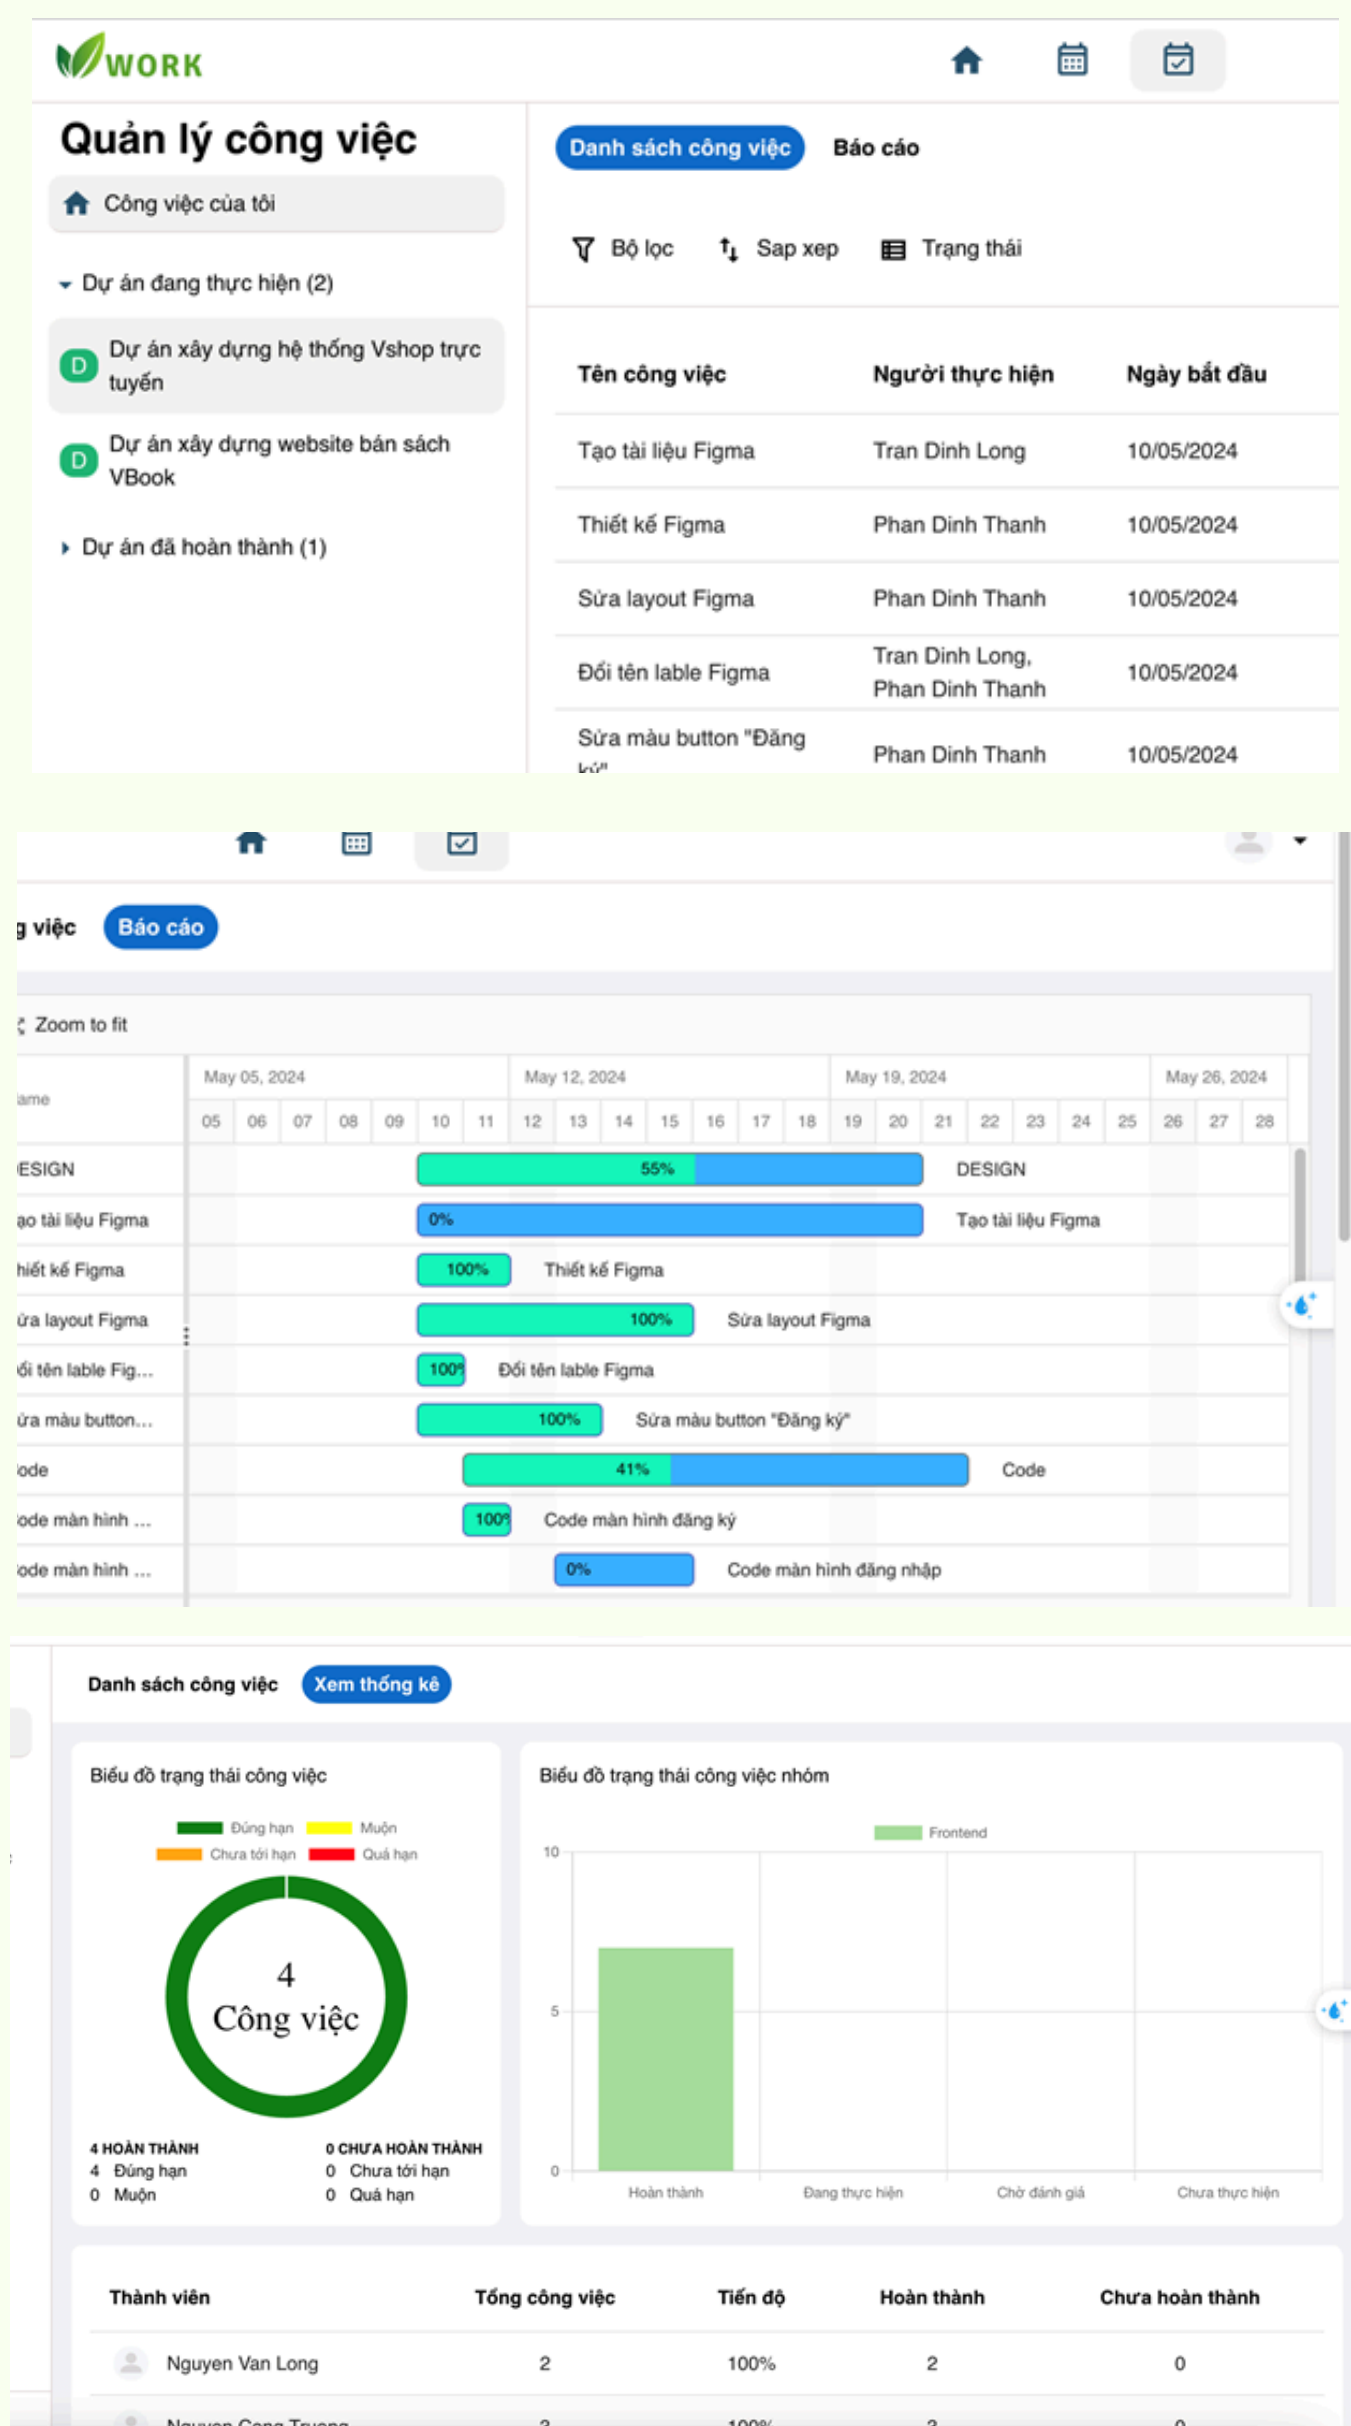 WORK
Quản lý công việc
Công việc của tôi
Dự án đang thực hiện (2)
D
Dự án xây dựng hệ thống Vshop trực
tuyến
D
Dự án xây dựng website bán sách
VBook
Dự án đã hoàn thành (1)
Danh sách công việc Báo cáo
Bộ lọc Sap xep Trạng thái
Tên công việc Người thực hiện Ngày bắt đầu
Tạo tài liệu Figma Tran Dinh Long 10/05/2024
Thiết kế Figma Phan Dinh Thanh 10/05/2024
Sửa layout Figma Phan Dinh Thanh 10/05/2024
Đổi tên lable Figma Tran Dinh Long, 10/05/2024
Phan Dinh Thanh
Sửa màu button "Đăng Phan Dinh Thanh 10/05/2024
ký"
g việc Báo cáo
Zoom to fit
ame May 05, 2024 May 12, 2024 May 19, 2024 May 26, 2024
05 06 07 08 09 10 11 12 13 14 15 16 17 18 19 20 21 22 23 24 25 26 27 28
ESIGN 55% DESIGN
ạo tài liệu Figma 0% Tạo tài liệu Figma
hiết kế Figma 100% Thiết kế Figma
ửa layout Figma 100% Sửa layout Figma
ổi tên lable Fig... 100% Đổi tên lable Figma
ửa màu button... 100% Sửa màu button "Đăng ký"
ode 41% Code
ode màn hình ... 100% Code màn hình đăng ký
ode màn hình ... 0% Code màn hình đăng nhập
Danh sách công việc Xem thống kê
Biểu đồ trạng thái công việc
Đúng hạn Muộn
Chưa tới hạn Quá hạn
4
Công việc
4 HOÀN THÀNH 0 CHƯA HOÀN THÀNH
4 Đúng hạn 0 Chưa tới hạn
0 Muộn 0 Quá hạn
Biểu đồ trạng thái công việc nhóm
Frontend
10
5
0
Hoàn thành Đang thực hiện Chờ đánh giá Chưa thực hiện
Thành viên Tổng công việc Tiến độ Hoàn thành Chưa hoàn thành
Nguyen Van Long 2 100% 2 0
Nguyen Cong Truong 100% 0